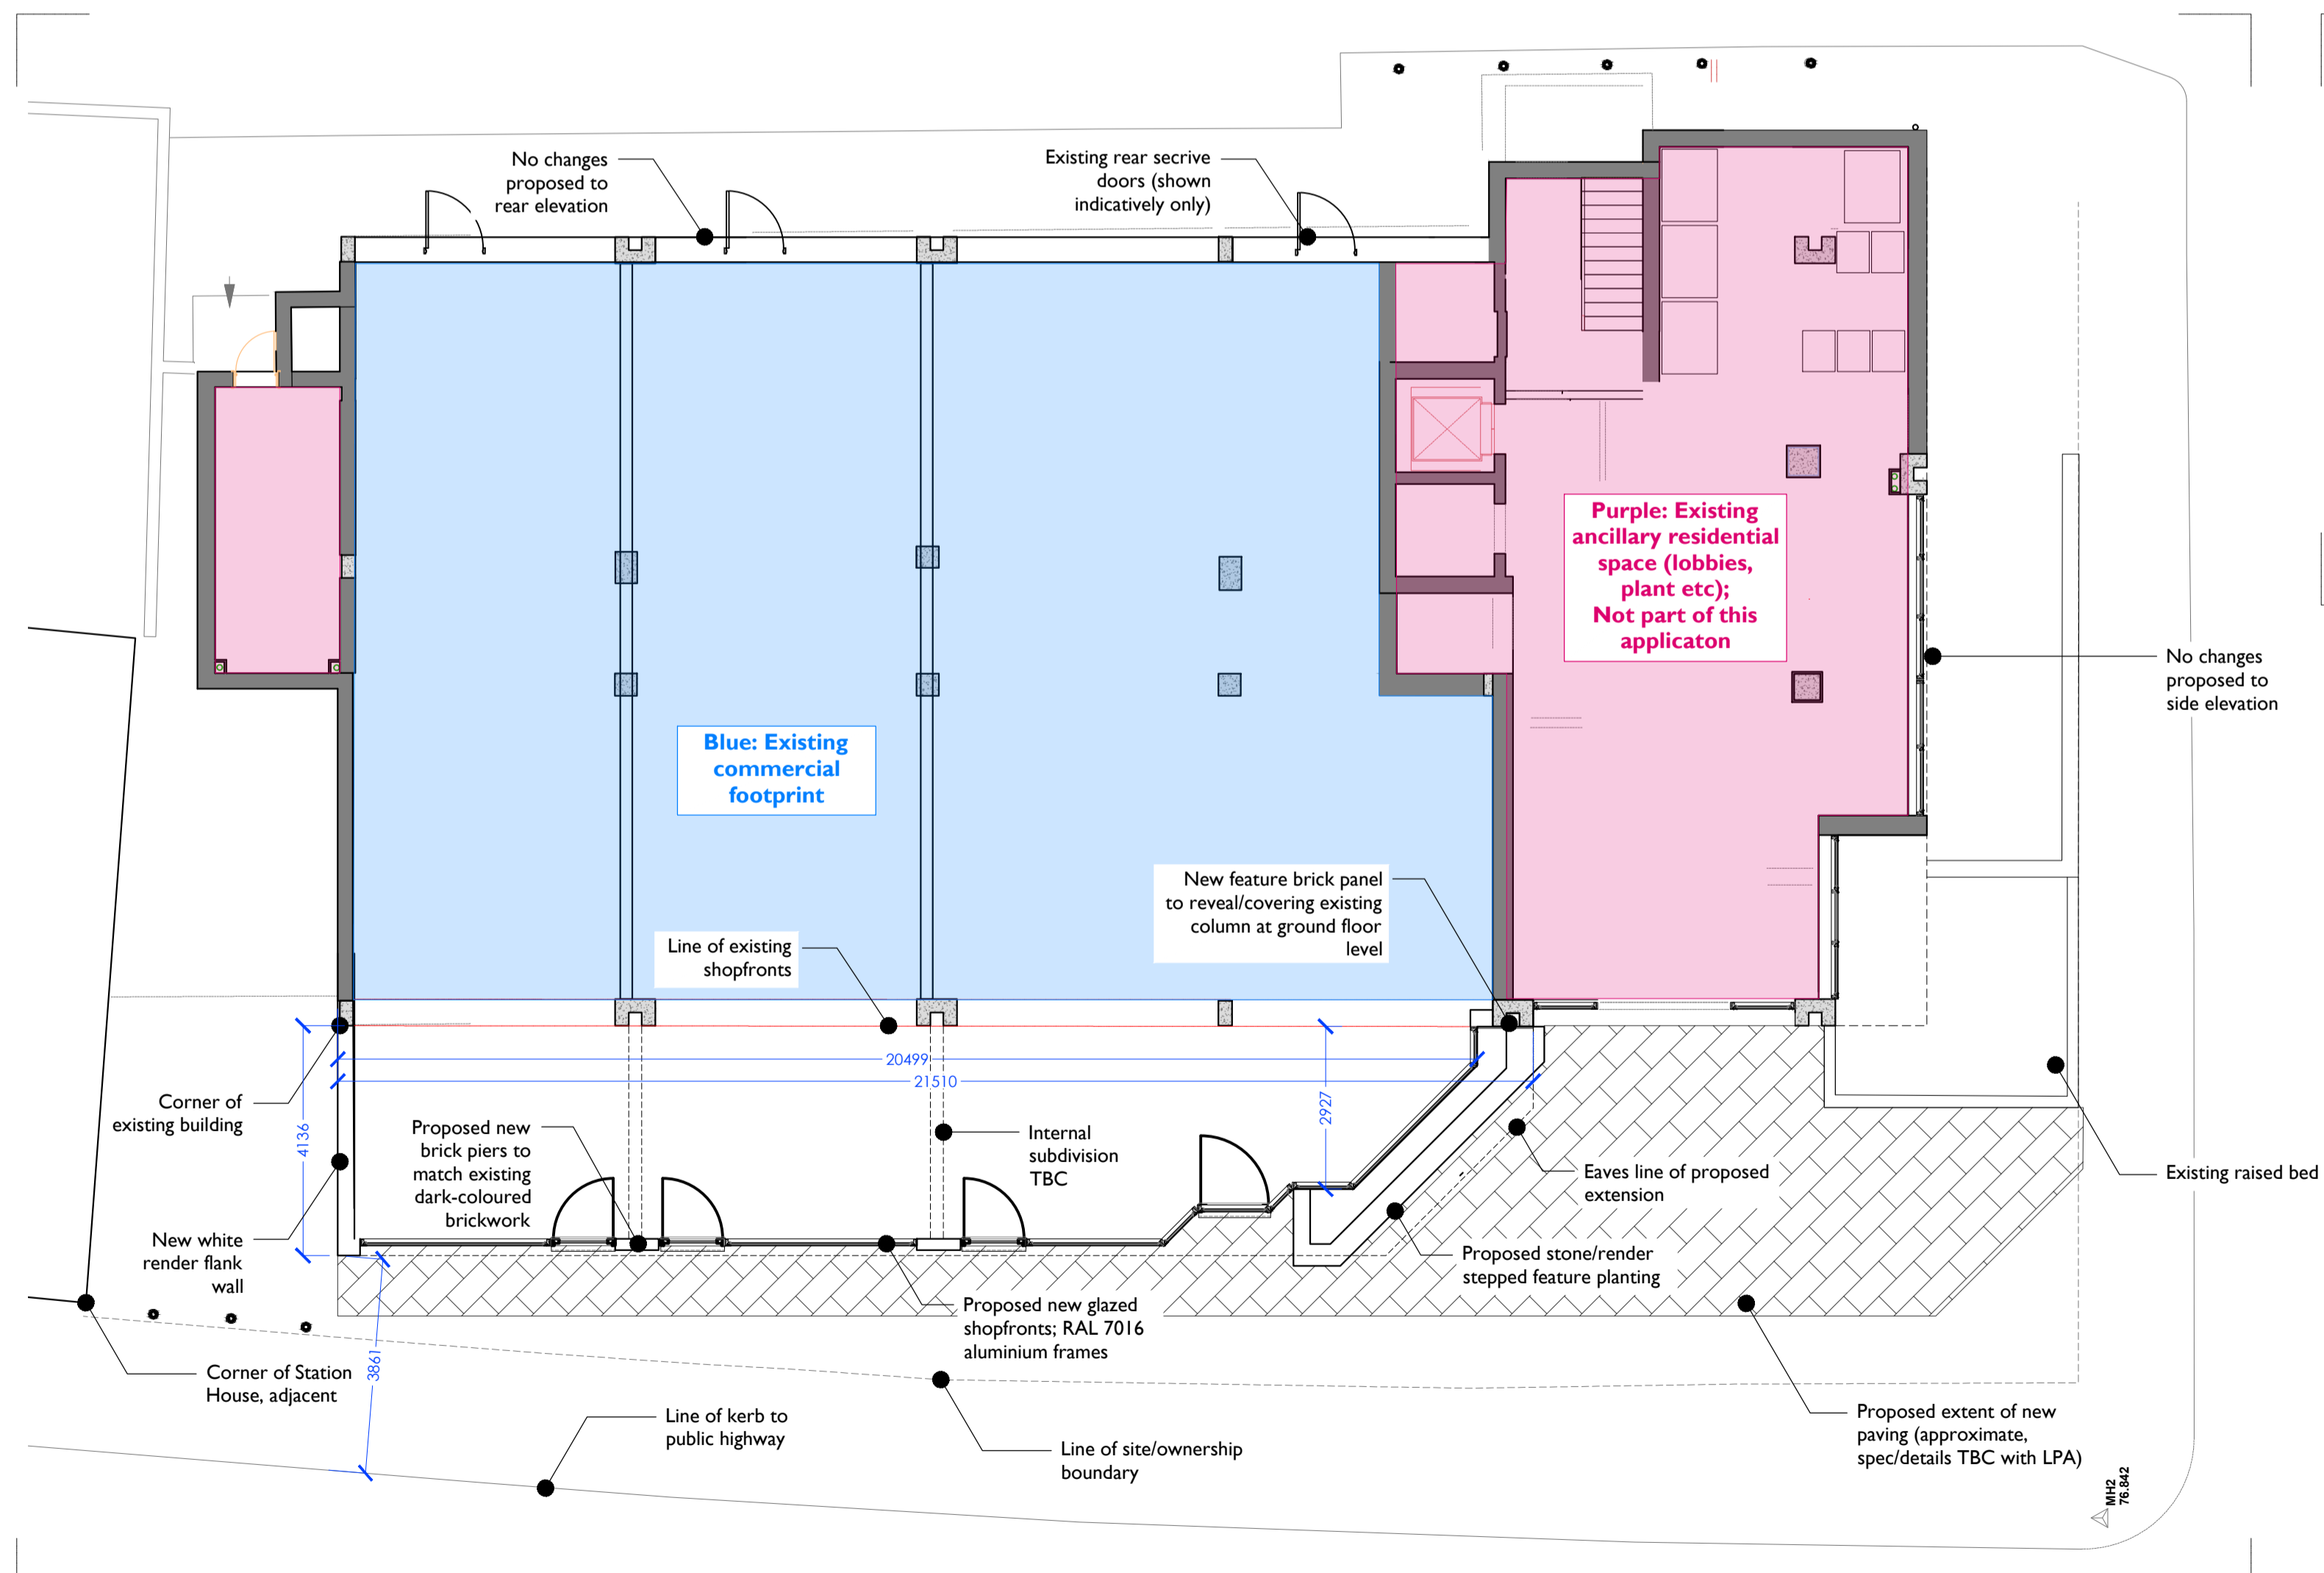 No changes
proposed to
rear elevation
Existing rear secrive
doors (shown
indicatively only)
Purple: Existing
ancillary residential
space (lobbies,
plant etc);
Not part of this
applicaton
No changes
proposed to
side elevation
Blue: Existing
commercial
footprint
New feature brick panel
to reveal/covering existing
column at ground floor
level
Line of existing
shopfronts
20499
21510
2927
4136
Corner of
existing building
Proposed new
brick piers to
match existing
dark-coloured
brickwork
Internal
subdivision
TBC
Eaves line of proposed
extension
Existing raised bed
New white
render flank
wall
Proposed stone/render
stepped feature planting
Proposed new glazed
shopfronts; RAL 7016
aluminium frames
3861
Corner of Station
House, adjacent
Line of kerb to
public highway
Line of site/ownership
boundary
Proposed extent of new
paving (approximate,
spec/details TBC with LPA)
MH2
76.842